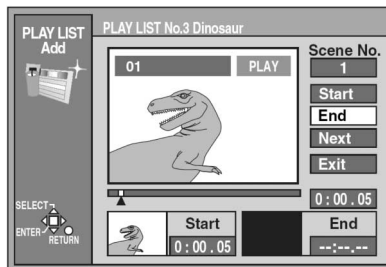 PLAY LIST
Add
PLAY LIST No.3 Dinosaur
01 PLAY
Scene No.
1
Start
End
Next
Exit
0:00.05
SELECT
ENTER
RETURN
Start
0:00.05
End
--:--.--